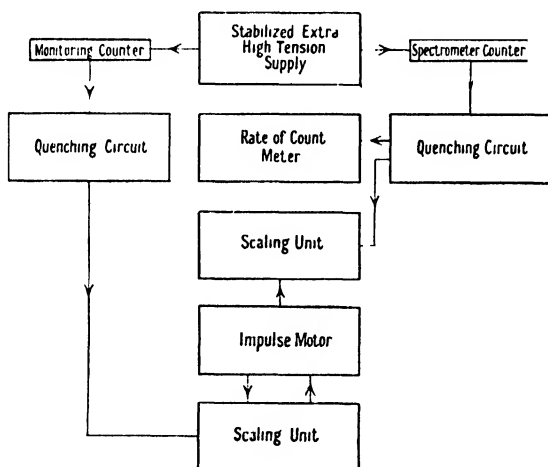 Stabilized Extra
High Tension
Supply
Monitoring Counter
Spectrometer Counter
Quenching Circuit
Rate of Count
Meter
Quenching Circuit
Scaling Unit
Impulse Motor
Scaling Unit